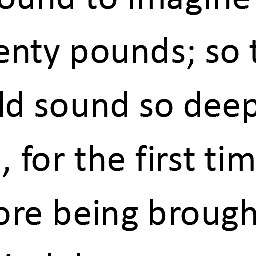 ound to imagine
enty pounds; so t
ld sound so deep
, for the first tim
ore being brough